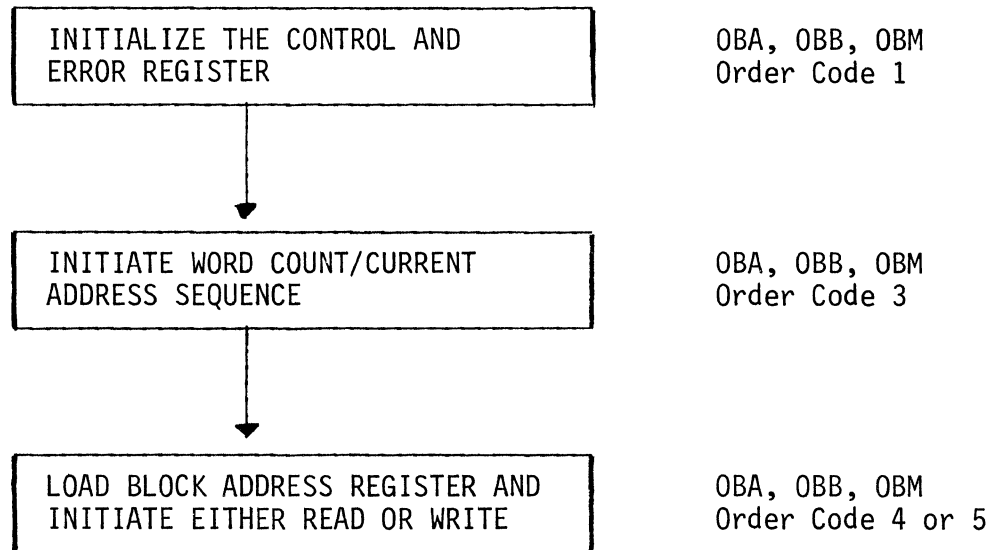 INITIALIZE THE CONTROL AND
ERROR REGISTER
OBA, OBB, OBM
Order Code 1
INITIATE WORD COUNT/CURRENT
ADDRESS SEQUENCE
OBA, OBB, OBM
Order Code 3
LOAD BLOCK ADDRESS REGISTER AND
INITIATE EITHER READ OR WRITE
OBA, OBB, OBM
Order Code 4 or 5